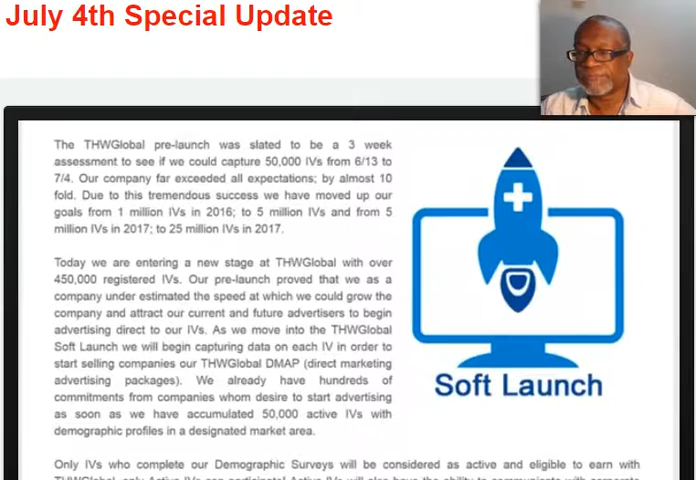 July 4th Special Update
The THWGlobal pre-launch was slated to be a 3 week
assessment to see if we could capture 50,000 IVs from 6/13 to
7/4. Our company far exceeded all expectations; by almost 10
fold. Due to this tremendous success we have moved up our
goals from 1 million IVs in 2016; to 5 million IVs and from 5
million IVs in 2017; to 25 million IVs in 2017.
Today we are entering a new stage at THWGlobal with over
450,000 registered IVs. Our pre-launch proved that we as a
company under estimated the speed at which we could grow the
company and attract our current and future advertisers to begin
advertising direct to our IVs. As we move into the THWGlobal
Soft Launch we will begin capturing data on each IV in order to
start selling companies our THWGlobal DMAP (direct marketing
advertising packages). We already have hundreds of
commitments from companies whom desire to start advertising
as soon as we have accumulated 50,000 active IVs with
demographic profiles in a designated market area.
Soft Launch
Only IVs who complete our Demographic Surveys will be considered as active and eligible to earn with